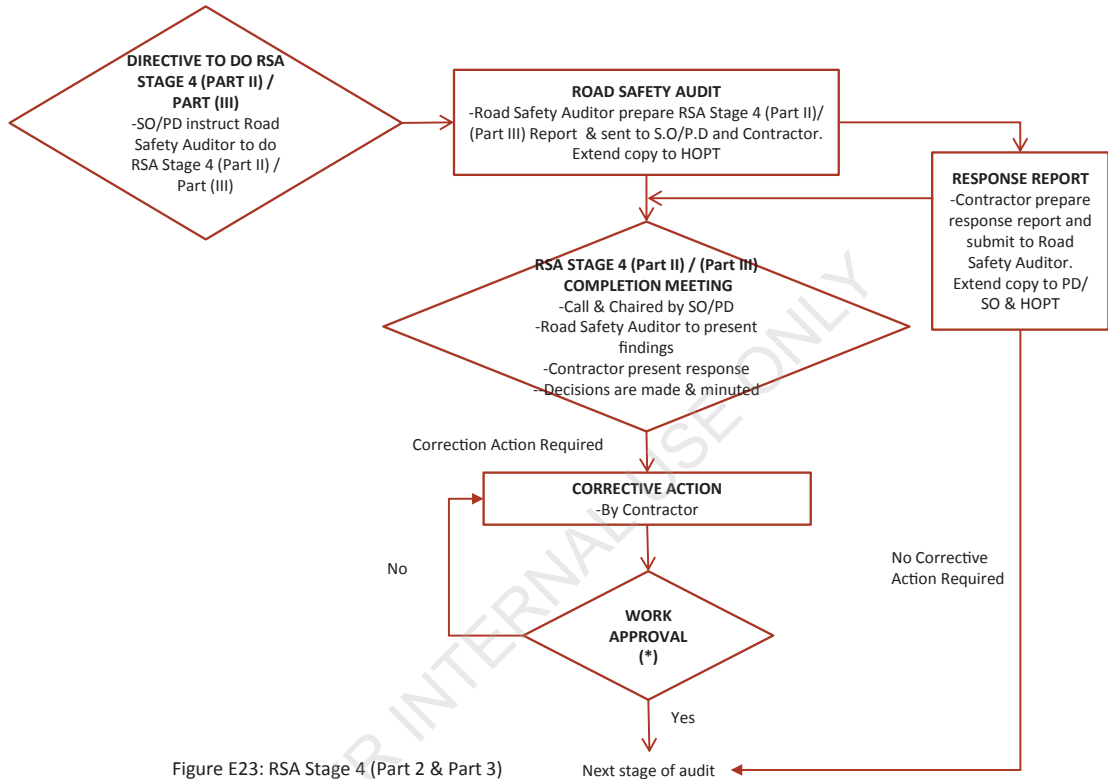 DIRECTIVE TO DO RSA
STAGE 4 (PART II) /
PART (III)
-SO/PD instruct Road
Safety Auditor to do
RSA Stage 4 (Part II) /
Part (III)
ROAD SAFETY AUDIT
-Road Safety Auditor prepare RSA Stage 4 (Part II)/
(Part III) Report & sent to S.O/P.D and Contractor.
Extend copy to HOPT
RESPONSE REPORT
-Contractor prepare
response report and
submit to Road
Safety Auditor.
Extend copy to PD/
SO & HOPT
RSA STAGE 4 (Part II) / (Part III)
COMPLETION MEETING
-Call & Chaired by SO/PD
-Road Safety Auditor to present
findings
-Contractor present response
--Decisions are made & minuted
Correction Action Required
CORRECTIVE ACTION
-By Contractor
No
No Corrective
Action Required
WORK
APPROVAL
(*)
Yes
Next stage of audit
Figure E23: RSA Stage 4 (Part 2 & Part 3)
R INTERNAL USE ONLY